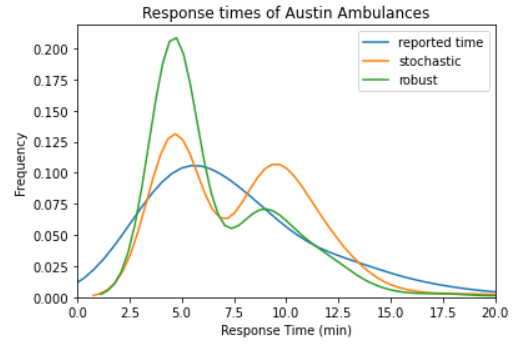 Response times of Austin Ambulances
reported time
stochastic
robust
Frequency
0.200
0.175
0.150
0.125
0.100
0.075
0.050
0.025
0.000
0.0 2.5 5.0 7.5 10.0 12.5 15.0 17.5 20.0
Response Time (min)